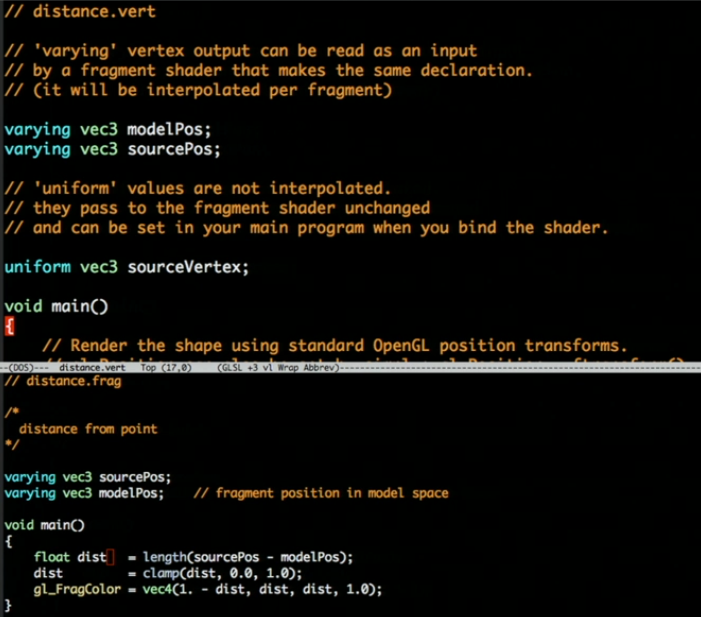 // distance.vert
// 'varying' vertex output can be read as an input
// by a fragment shader that makes the same declaration.
// (it will be interpolated per fragment)
varying vec3 modelPos;
varying vec3 sourcePos;
// 'uniform' values are not interpolated.
// they pass to the fragment shader unchanged
// and can be set in your main program when you bind the shader.
uniform vec3 sourceVertex;
void main()
{
// Render the shape using standard OpenGL position transforms.
--(DOS)--- distance.vert Top (17,0) (GLSL +3 vl Wrap Abbrev)---
// distance.frag
/*
distance from point
*/
varying vec3 sourcePos;
varying vec3 modelPos; // fragment position in model space
void main()
{
float dist = length(sourcePos - modelPos);
dist = clamp(dist, 0.0, 1.0);
gl_FragColor = vec4(1. - dist, dist, dist, 1.0);
}